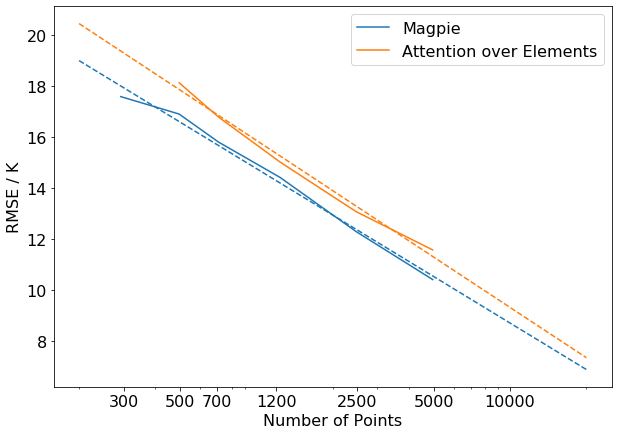 Magpie
Attention over Elements
RMSE / K
20
18
16
14
12
10
8
300 500 700 1200 2500 5000 10000
Number of Points